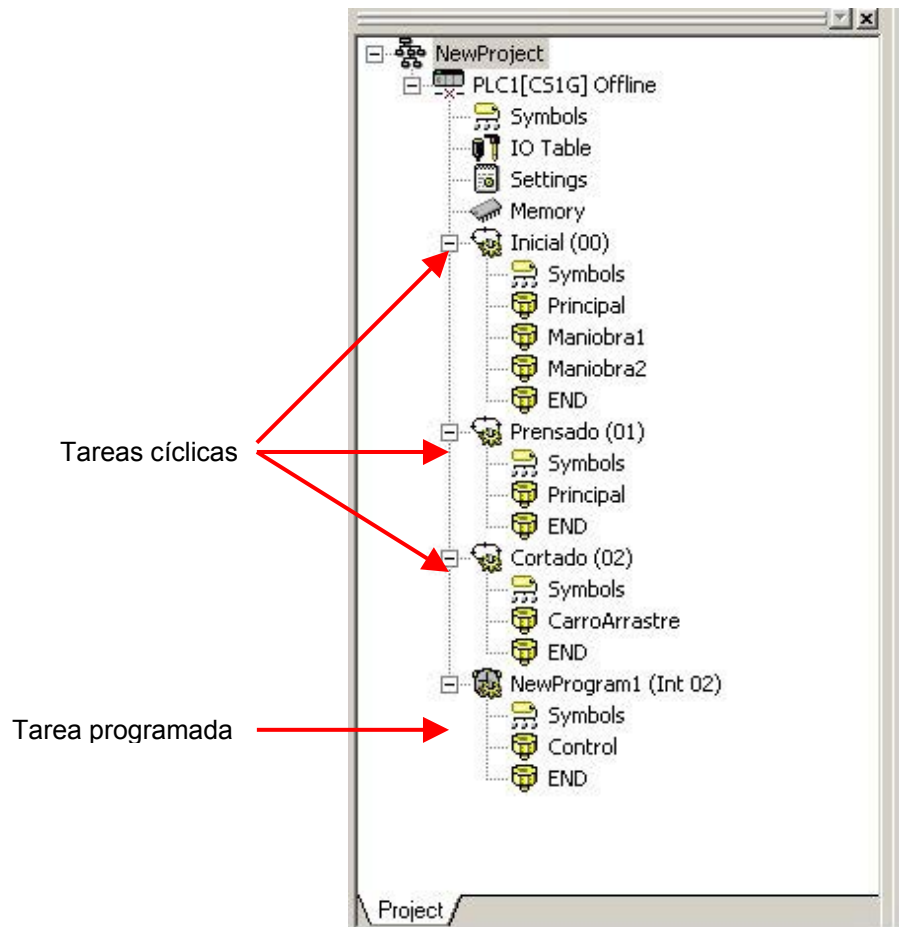 NewProject
PLC1[CS1G] Offline
Symbols
IO Table
Settings
Memory
Inicial (00)
Symbols
Principal
Maniobra1
Maniobra2
END
Tareas cíclicas
Prensado (01)
Symbols
Principal
END
Cortado (02)
Symbols
CarroArrastre
END
NewProgram1 (Int 02)
Symbols
Tarea programada
Control
END
Project